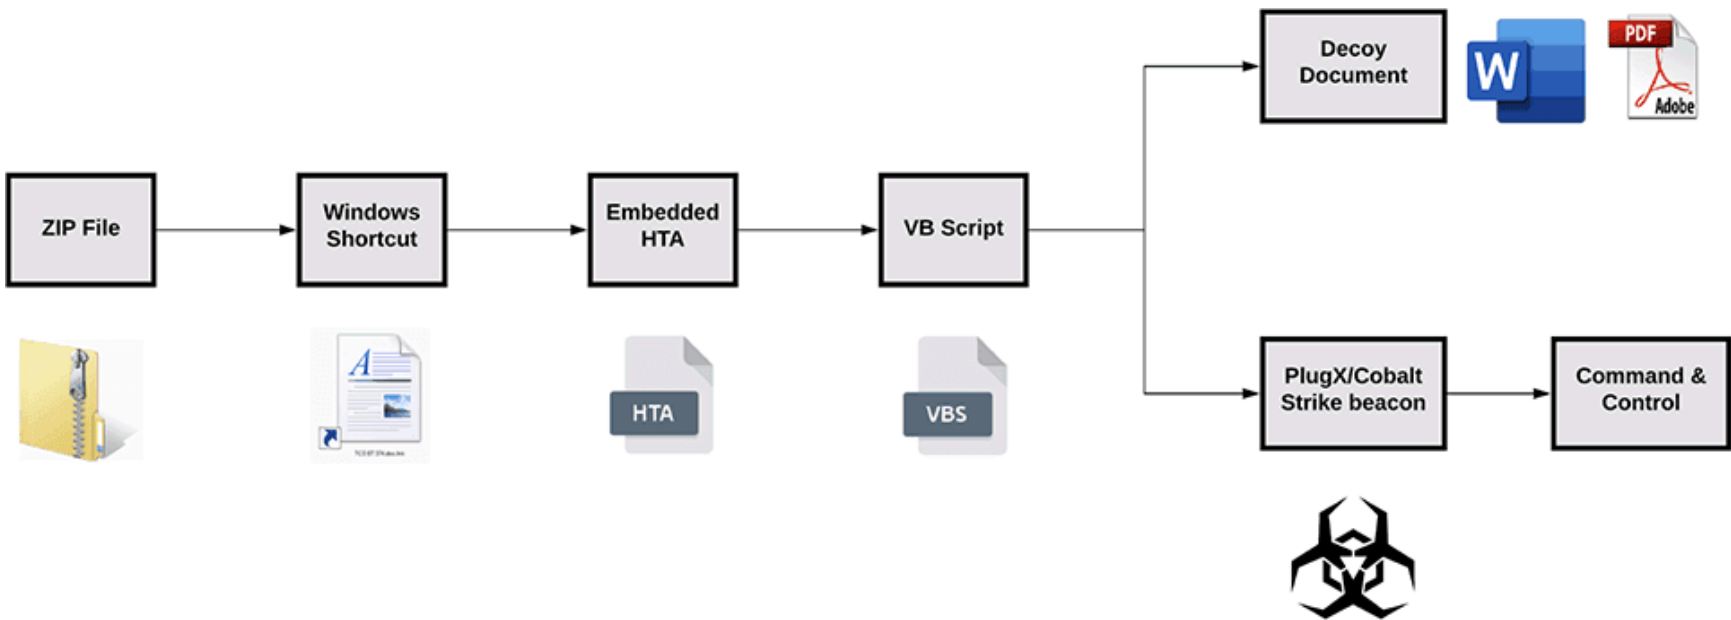 Decoy
Document
W
PDF
Adobe
ZIP File
Windows
Shortcut
Embedded
HTA
VB Script
A
HTA
VBS
PlugX/Cobalt
Strike beacon
Command &
Control